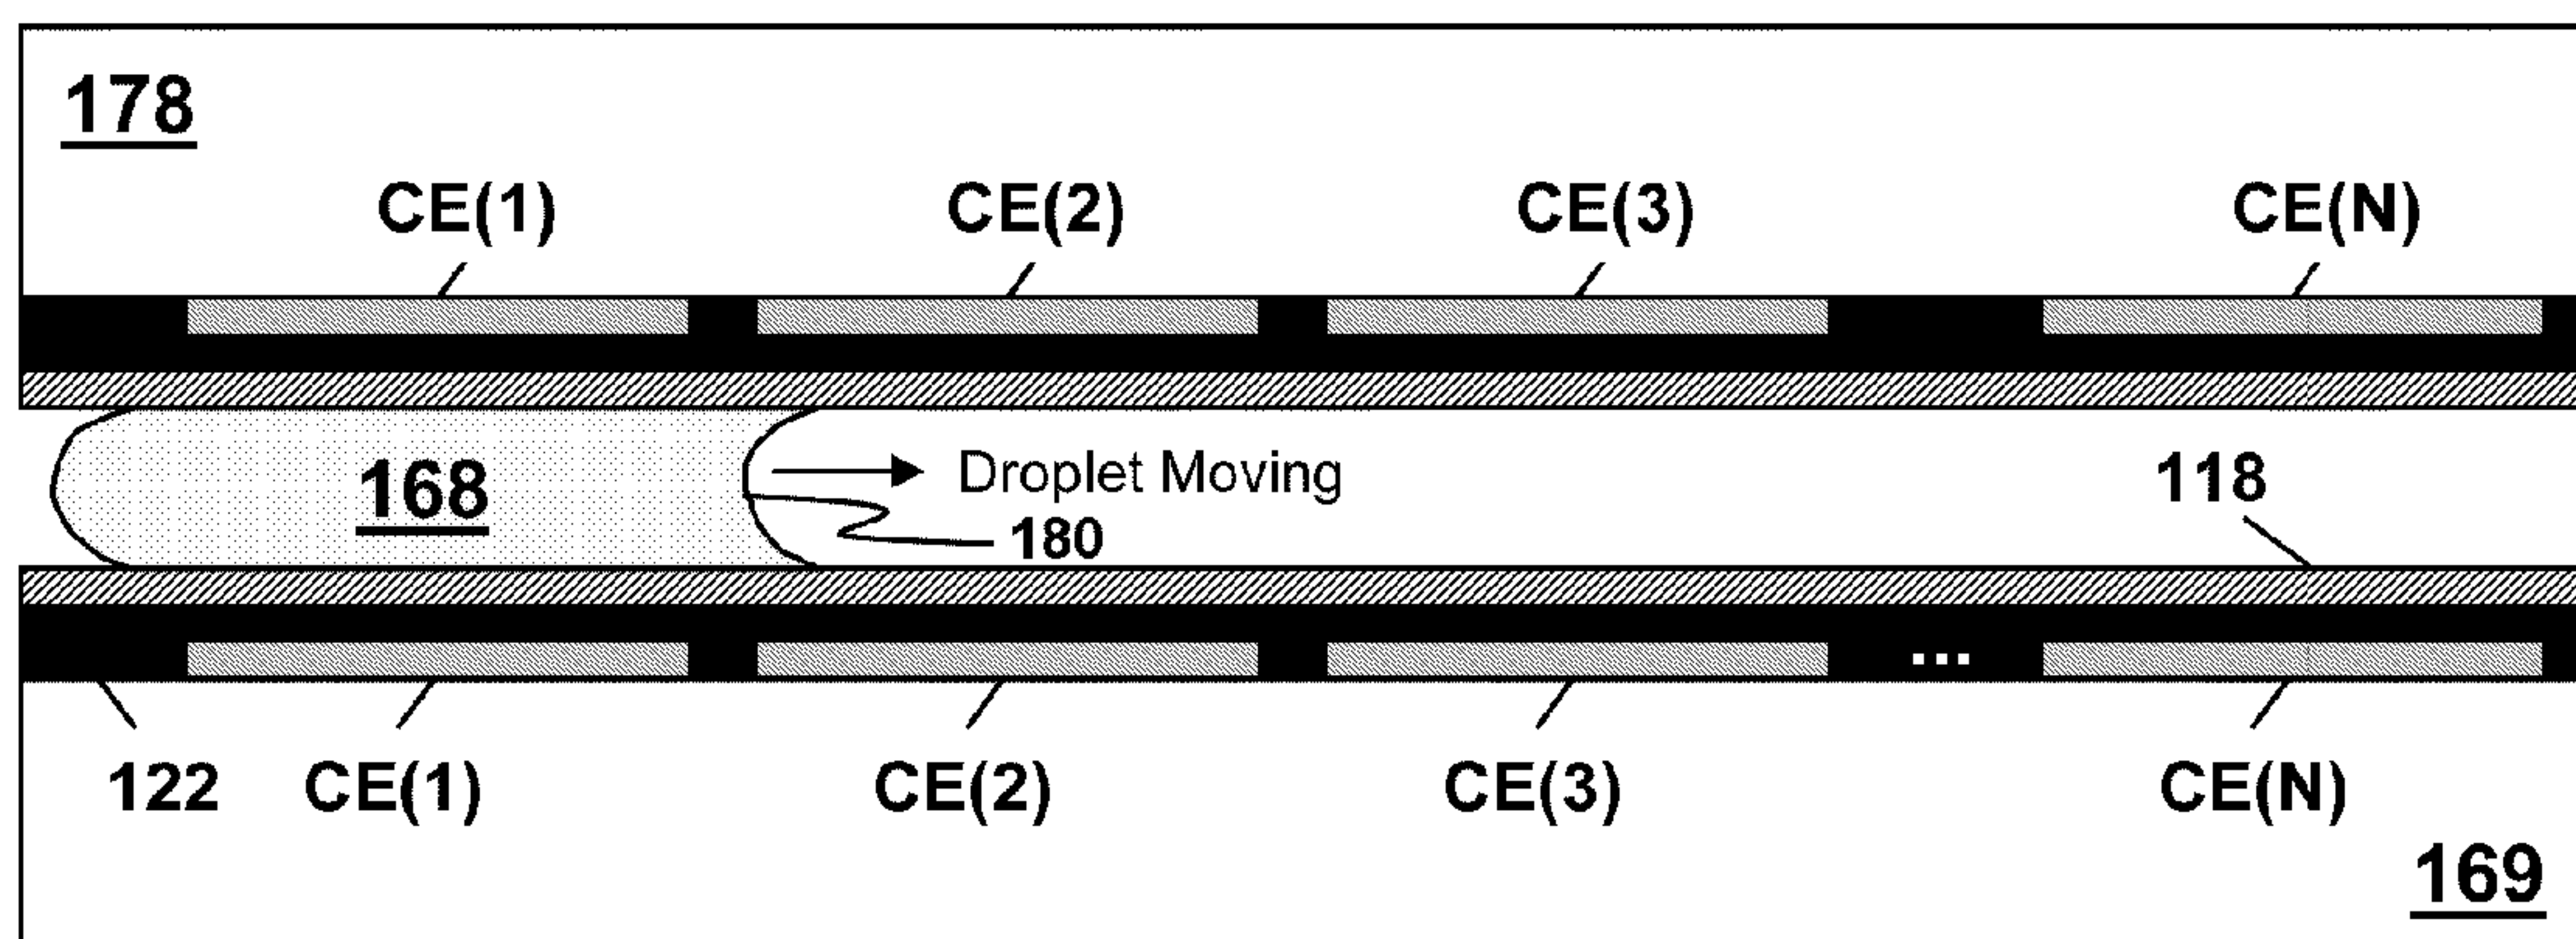 178
CE(1) CE(2) CE(3) CE(N)
168 Droplet Moving 118
180
...
122 CE(1) CE(2) CE(3) CE(N)
169